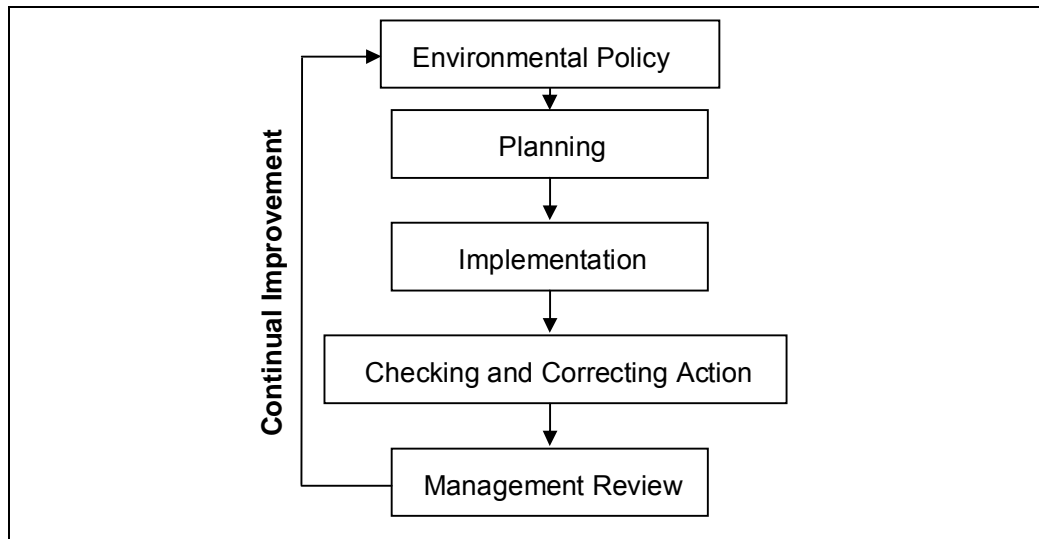 Environmental Policy
Planning
Continual Improvement
Implementation
Checking and Correcting Action
Management Review